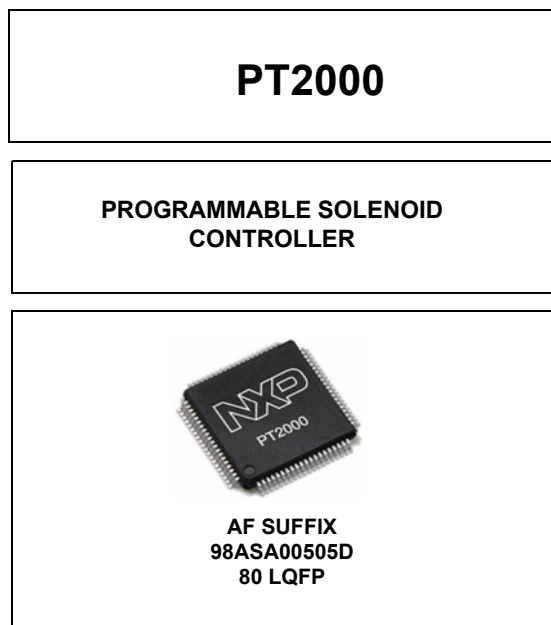 PT2000
PROGRAMMABLE SOLENOID
CONTROLLER
NXP
PT2000
AF SUFFIX
98ASA00505D
80 LQFP